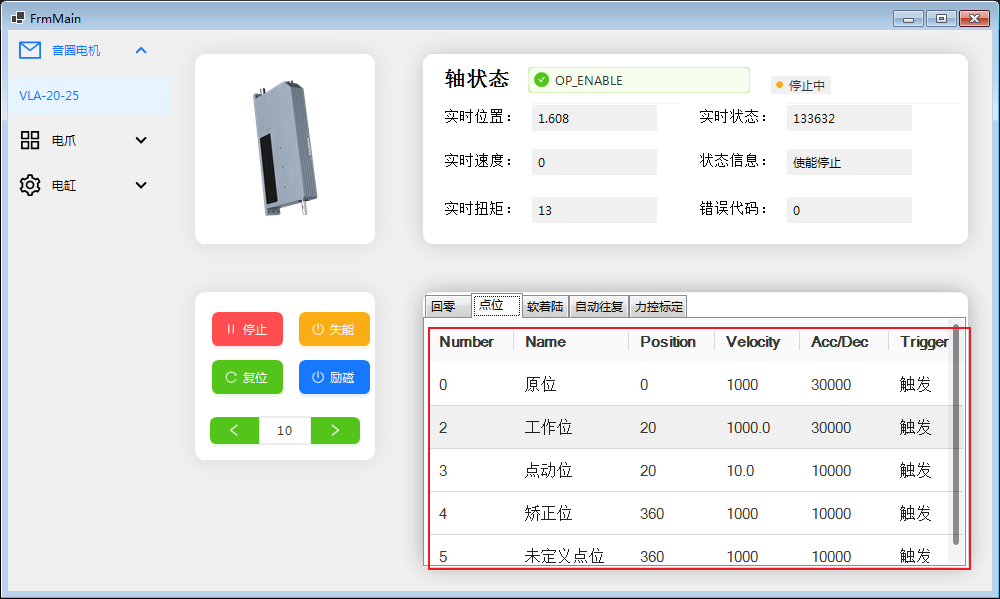 FrmMain
音圈电机
VLA-20-25
电爪
电缸
轴状态 OP_ENABLE 停止中
实时位置： 1.608 实时状态： 133632
实时速度： 0 状态信息： 使能停止
实时扭矩： 13 错误代码： 0
停止 失能
复位 励磁
10
回零 点位 软着陆 自动往复 力控标定
Number Name Position Velocity Acc/Dec Trigger
0 原位 0 1000 30000 触发
2 工作位 20 1000.0 30000 触发
3 点动位 20 10.0 10000 触发
4 矫正位 360 1000 10000 触发
5 未定义点位 360 1000 10000 触发